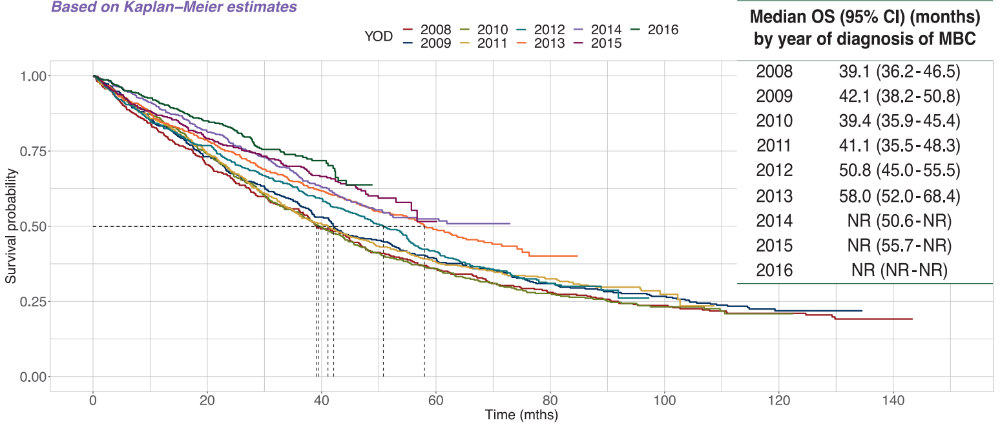 Based on Kaplan–Meier estimates
YOD
2008 2010 2012 2014 2016
2009 2011 2013 2015
Median OS (95% CI) (months)
by year of diagnosis of MBC
2008 39.1 (36.2-46.5)
2009 42.1 (38.2-50.8)
2010 39.4 (35.9-45.4)
2011 41.1 (35.5-48.3)
2012 50.8 (45.0-55.5)
2013 58.0 (52.0-68.4)
2014 NR (50.6-NR)
2015 NR (55.7-NR)
2016 NR (NR-NR)
Survival probability
1.00
0.75
0.50
0.25
0.00
0 20 40 60 80 100 120 140
Time (mths)